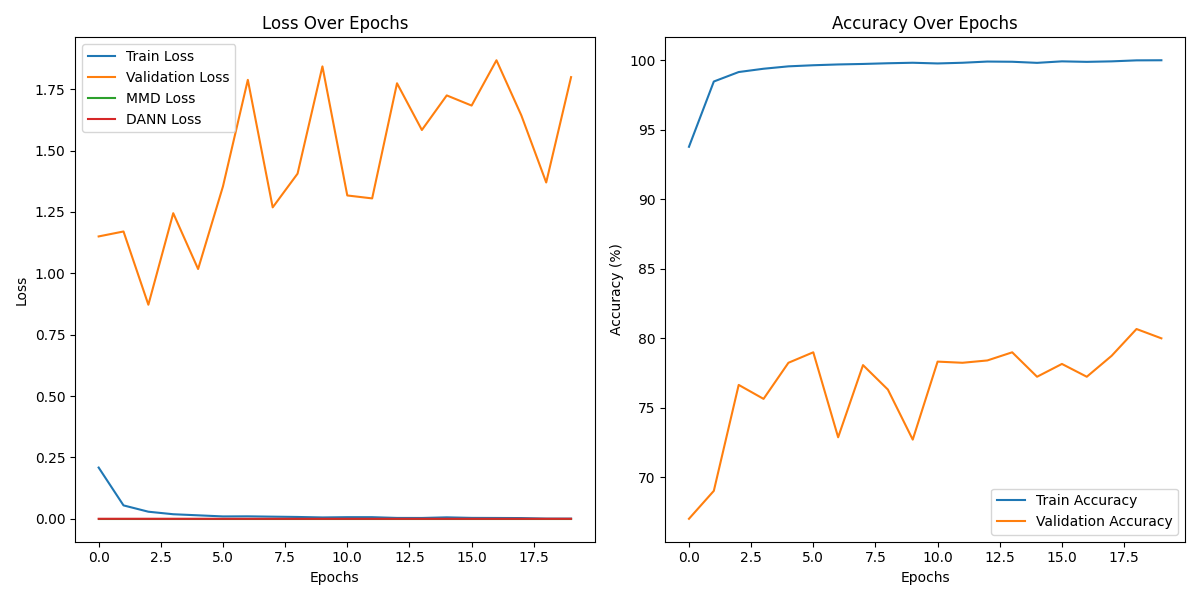 Loss Over Epochs
Train Loss
Validation Loss
MMD Loss
DANN Loss
1.75
1.50
1.25
1.00
0.75
0.50
0.25
0.00
Loss
0.0 2.5 5.0 7.5 10.0 12.5 15.0 17.5
Epochs
Accuracy Over Epochs
100
95
90
85
80
75
70
Accuracy (%)
Train Accuracy
Validation Accuracy
0.0 2.5 5.0 7.5 10.0 12.5 15.0 17.5
Epochs